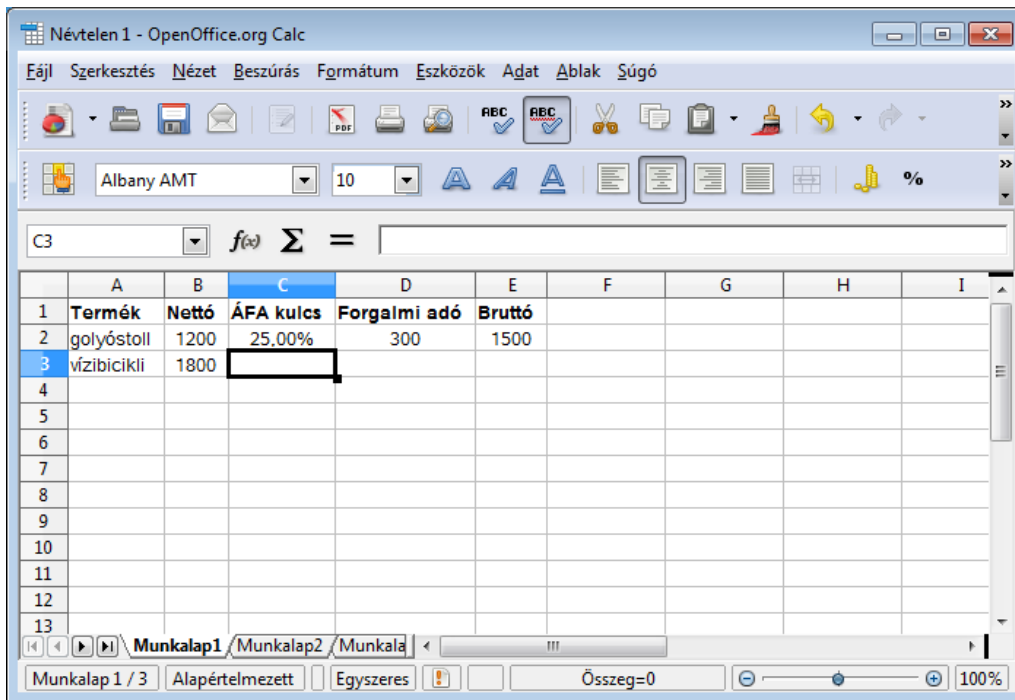 Névtelen 1 - OpenOffice.org Calc
Fájl Szerkesztés Nézet Beszúrás Formátum Eszközök Adat Ablak Súgó
PDF ABC ABC
Albany AMT 10 %
C3 f(x) Σ =
A B C D E F G H I
1 Termék Nettó ÁFA kulcs Forgalmi adó Bruttó
2 golyóstoll 1200 25,00% 300 1500
3 vízibicikli 1800
4
5
6
7
8
9
10
11
12
13
Munkalap1 Munkalap2 Munkala
Munkalap 1 / 3 Alapértelmezett Egyszeres Összeg=0 100%